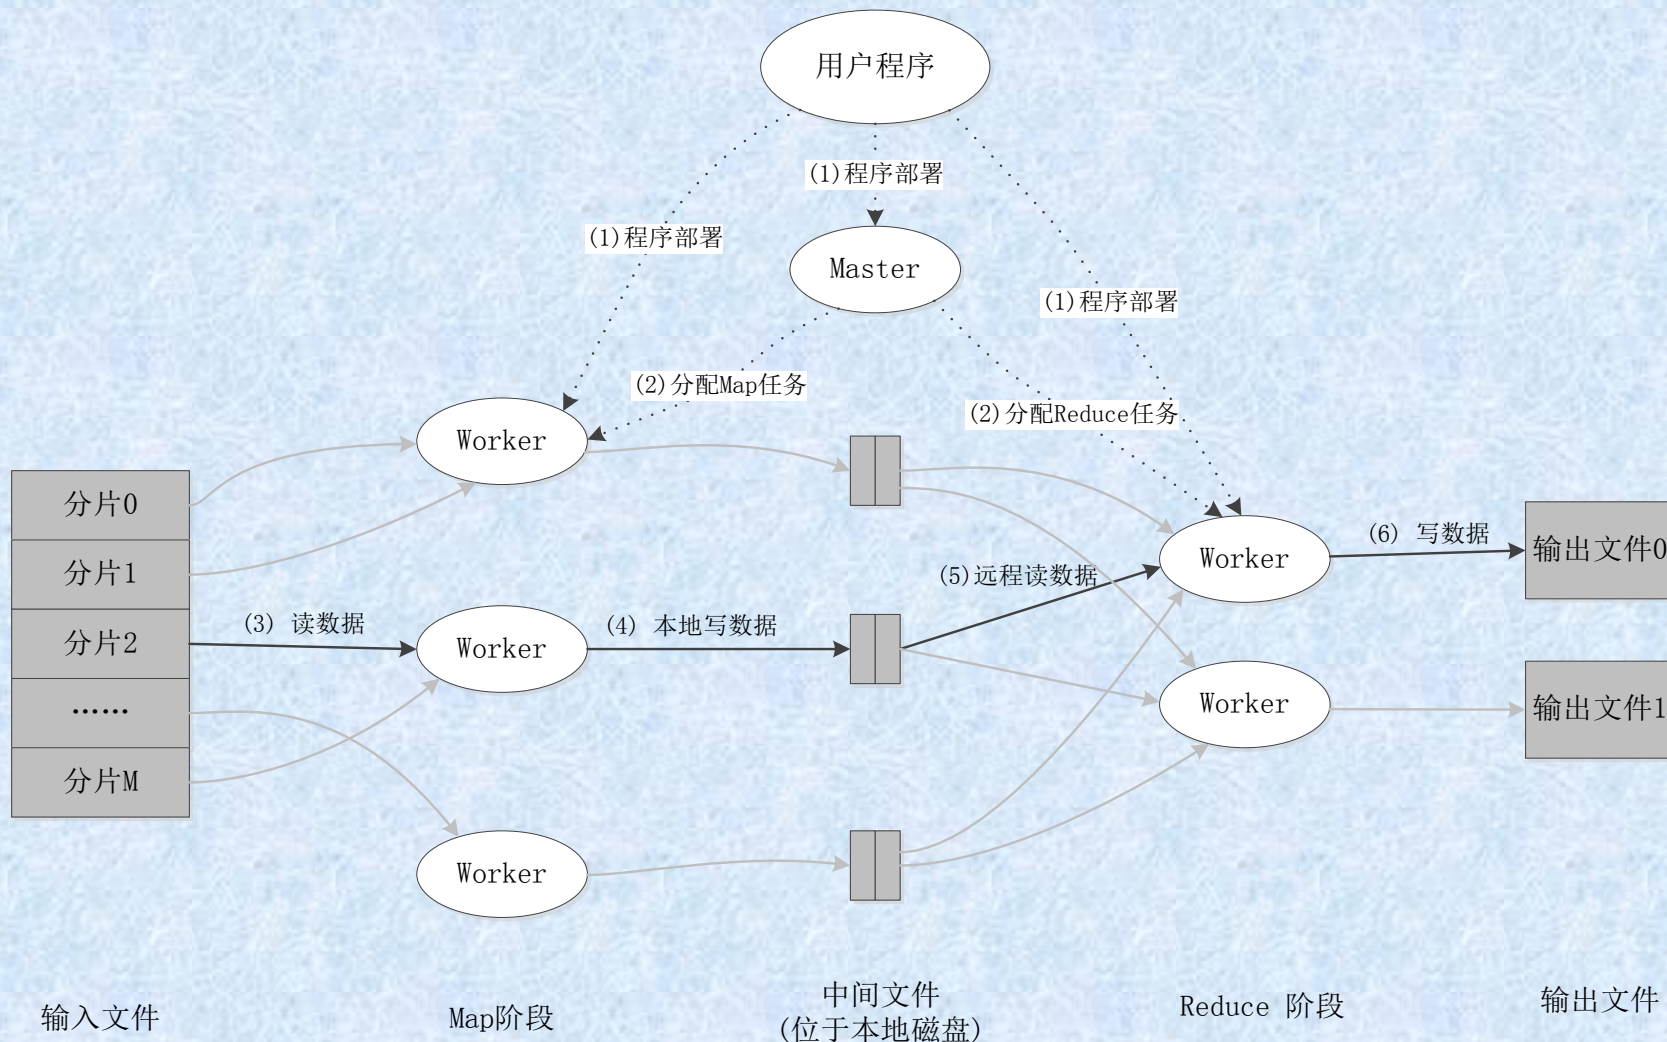 用户程序
(1)程序部署
(1)程序部署
Master
(1)程序部署
(2)分配Map任务
(2)分配Reduce任务
Worker
分片0
分片1
分片2
……
分片M
(3) 读数据
Worker
(4) 本地写数据
(5)远程读数据
Worker
(6) 写数据
输出文件0
Worker
输出文件1
Worker
输入文件
Map阶段
中间文件
(位于本地磁盘)
Reduce 阶段
输出文件